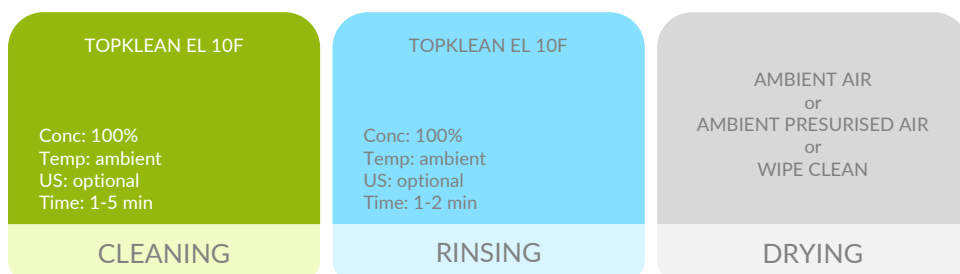 TOPKLEAN EL 10F
Conc: 100%
Temp: ambient
US: optional
Time: 1-5 min
CLEANING
TOPKLEAN EL 10F
Conc: 100%
Temp: ambient
US: optional
Time: 1-2 min
RINSING
AMBIENT AIR
or
AMBIENT PRESURISED AIR
or
WIPE CLEAN
DRYING